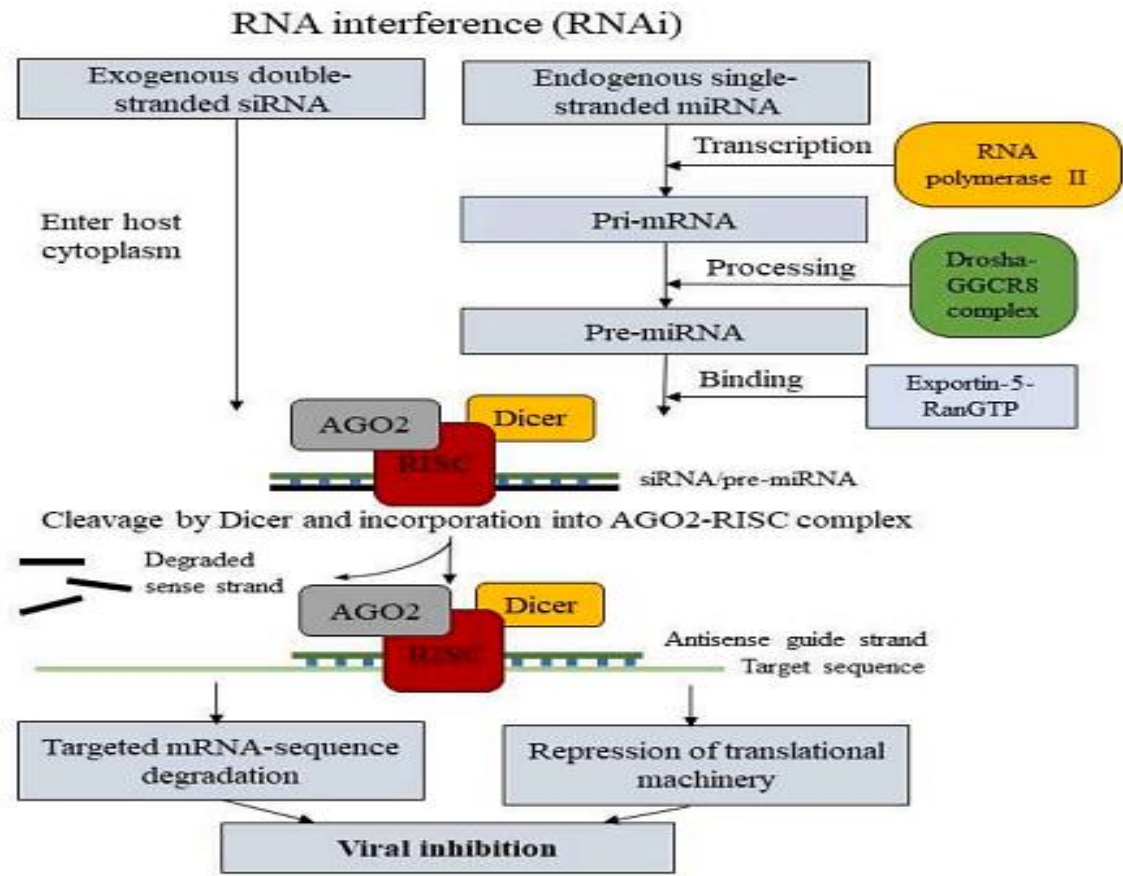 RNA interference (RNAi)
Exogenous double-
stranded siRNA
Endogenous single-
stranded miRNA
Transcription
RNA
polymerase II
Enter host
cytoplasm
Pri-mRNA
Processing
Drosha-
GGCR8
complex
Pre-miRNA
Binding
Exportin-5-
RanGTP
AGO2
Dicer
RISC
siRNA/pre-miRNA
Cleavage by Dicer and incorporation into AGO2-RISC complex
Degraded
sense strand
AGO2
Dicer
RISC
Antisense guide strand
Target sequence
Targeted mRNA-sequence
degradation
Repression of translational
machinery
Viral inhibition